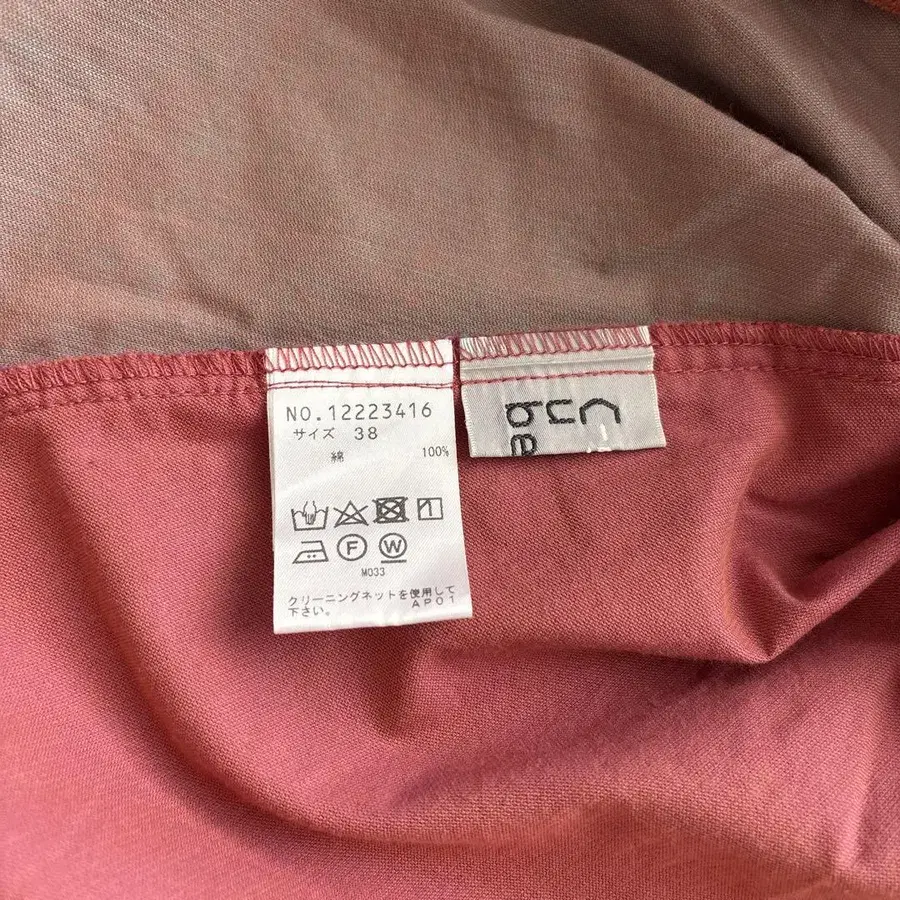 NO.12223416
サイズ 38
綿 100%
F W
M033
クリーニングネットを使用して
下さい。 AP01